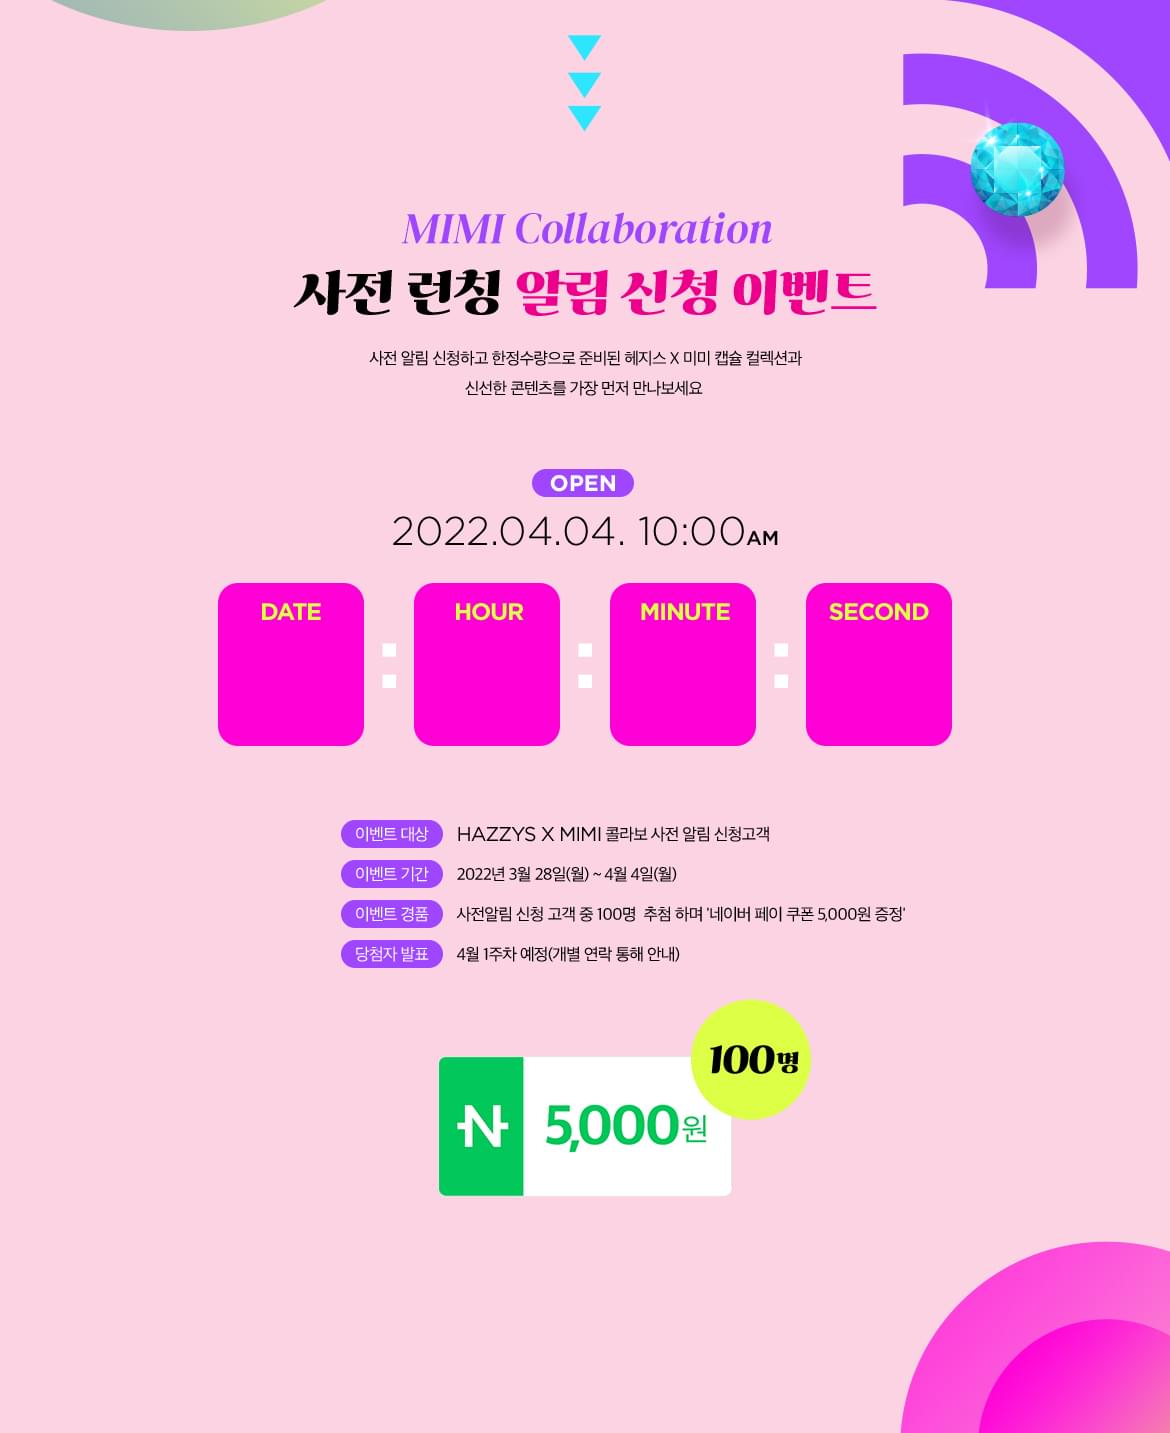 MIMI Collaboration
사전 런칭 알림 신청 이벤트
사전 알림 신청하고 한정수량으로 준비된 헤지스 X 미미 캡슐 컬렉션과
신선한 콘텐츠를 가장 먼저 만나보세요
OPEN
2022.04.04. 10:00AM
DATE : HOUR : MINUTE : SECOND
이벤트 대상 HAZZYS X MIMI 콜라보 사전 알림 신청고객
이벤트 기간 2022년 3월 28일(월) ~ 4월 4일(월)
이벤트 경품 사전알림 신청 고객 중 100명 추첨 하며 '네이버 페이 쿠폰 5,000원 증정'
당첨자 발표 4월 1주차 예정(개별 연락 통해 안내)
100명
N 5,000원